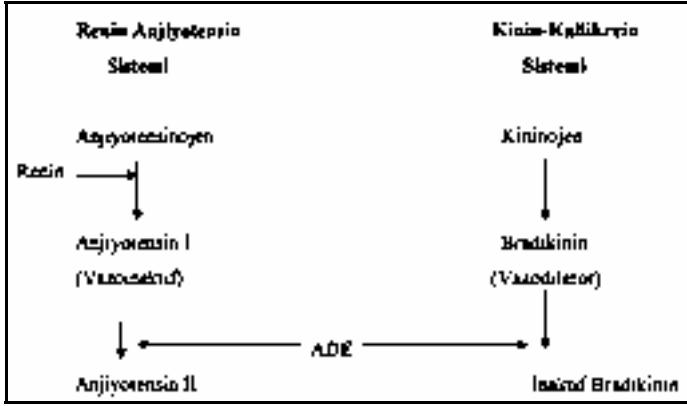 Renin Anjiyotensin
Sistemi
Kinin-Kallikrein
Sistemi
Anjiyotensinojen
Kininojen
Renin
Anjiyotensin I
Bradikinin
(Vazodilatör)
ADE
Anjiyotensin II
İnaktif Bradikinin